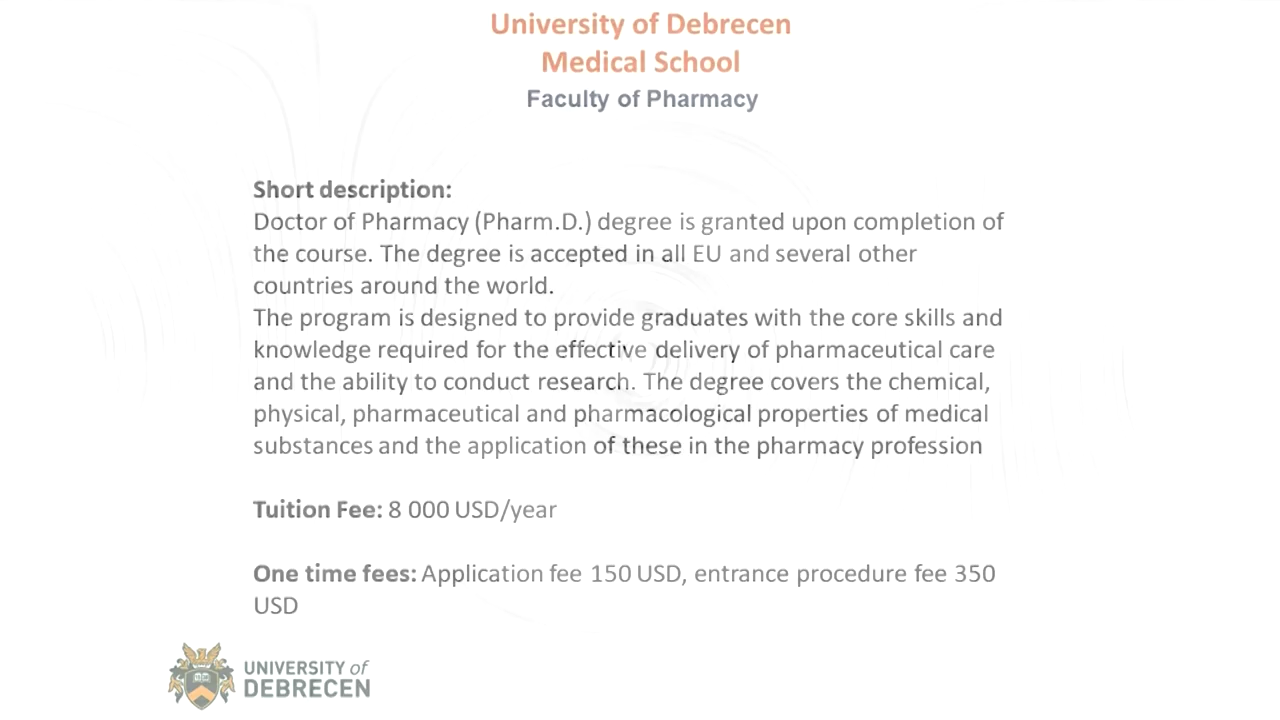 University of Debrecen
Medical School
Faculty of Pharmacy
Short description:
Doctor of Pharmacy (Pharm.D.) degree is granted upon completion of
the course. The degree is accepted in all EU and several other
countries around the world.
The program is designed to provide graduates with the core skills and
knowledge required for the effective delivery of pharmaceutical care
and the ability to conduct research. The degree covers the chemical,
physical, pharmaceutical and pharmacological properties of medical
substances and the application of these in the pharmacy profession
Tuition Fee: 8 000 USD/year
One time fees: Application fee 150 USD, entrance procedure fee 350
USD
UNIVERSITY of
DEBRECEN